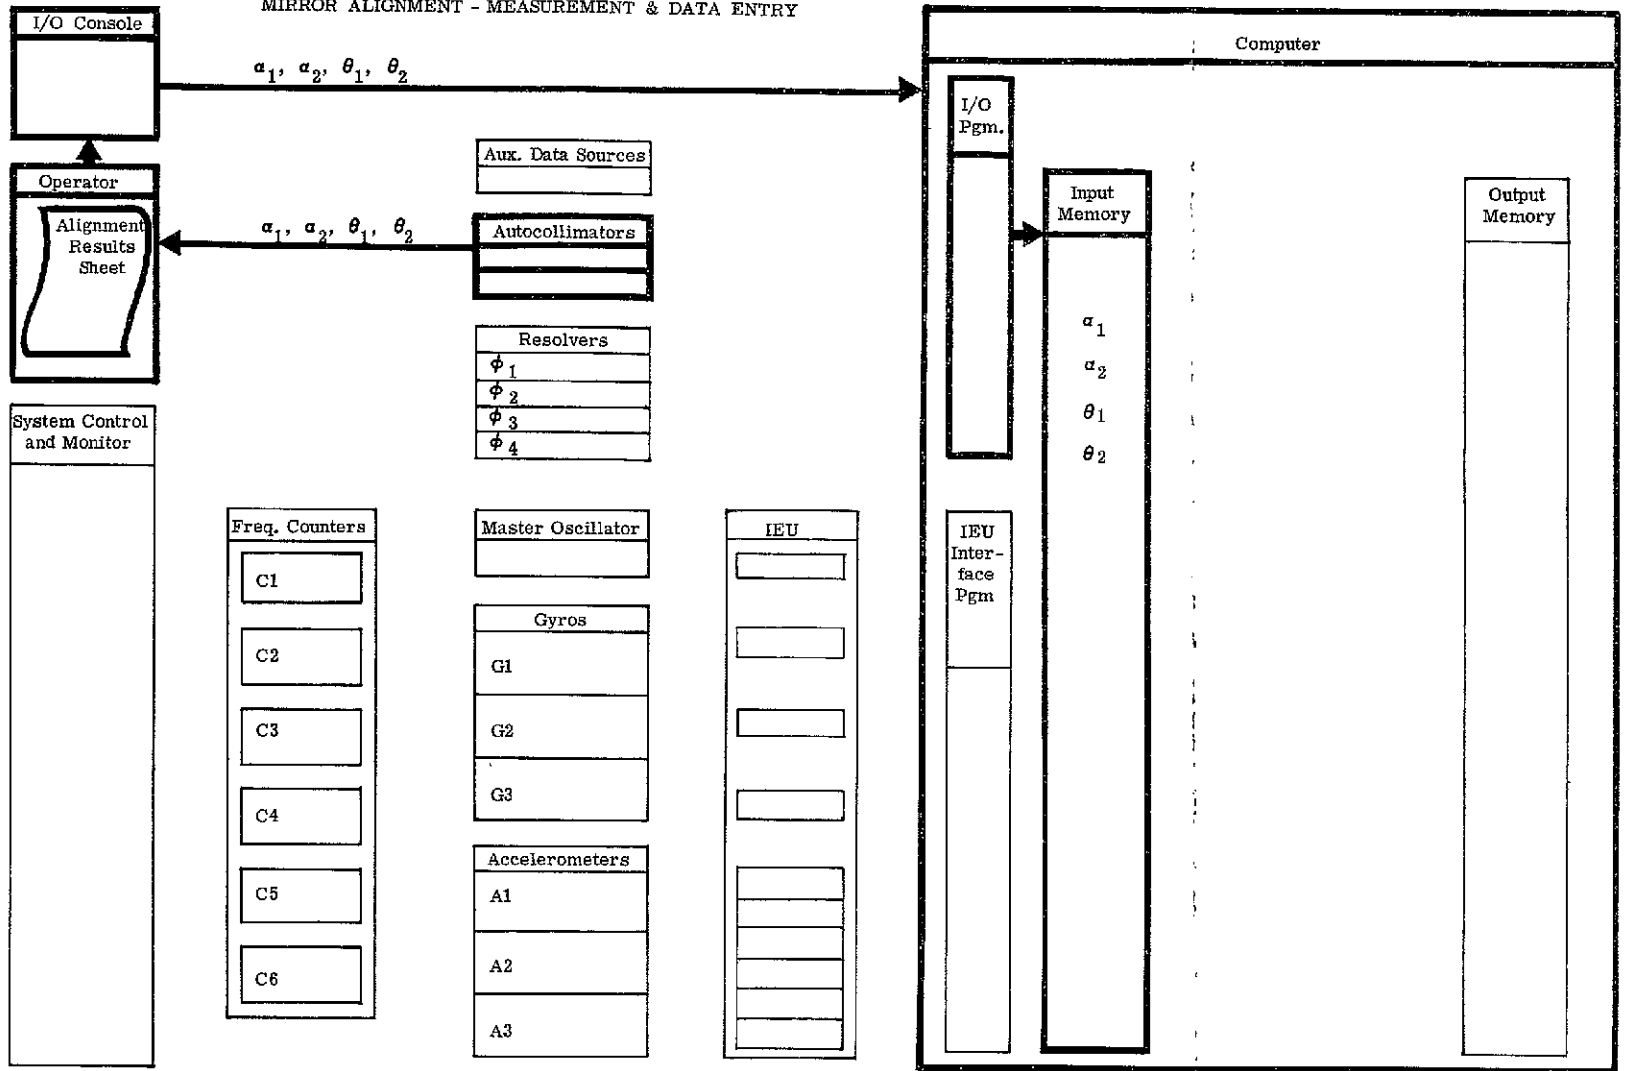 MIRROR ALIGNMENT - MEASUREMENT & DATA ENTRY
I/O Console
α1, α2, θ1, θ2
Operator
Alignment
Results
Sheet
α1, α2, θ1, θ2
System Control
and Monitor
Aux. Data Sources
Autocollimators
Resolvers
ϕ1
ϕ2
ϕ3
ϕ4
Freq. Counters
C1
C2
C3
C4
C5
C6
Master Oscillator
Gyros
G1
G2
G3
Accelerometers
A1
A2
A3
IEU
Computer
I/O
Pgm.
IEU
Inter-
face
Pgm
Input
Memory
α1
α2
θ1
θ2
Output
Memory